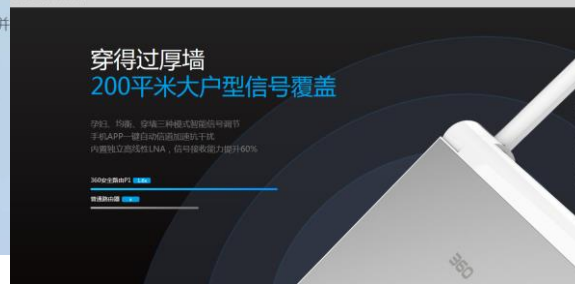 并
穿得过厚墙
200平米大户型信号覆盖
孕妇、均衡、穿墙三种模式智能信号调节
手机APP一键自动信道加速抗干扰
内置独立高线性LNA，信号接收能力提升60%
360安全路由P1
普通路由器
360